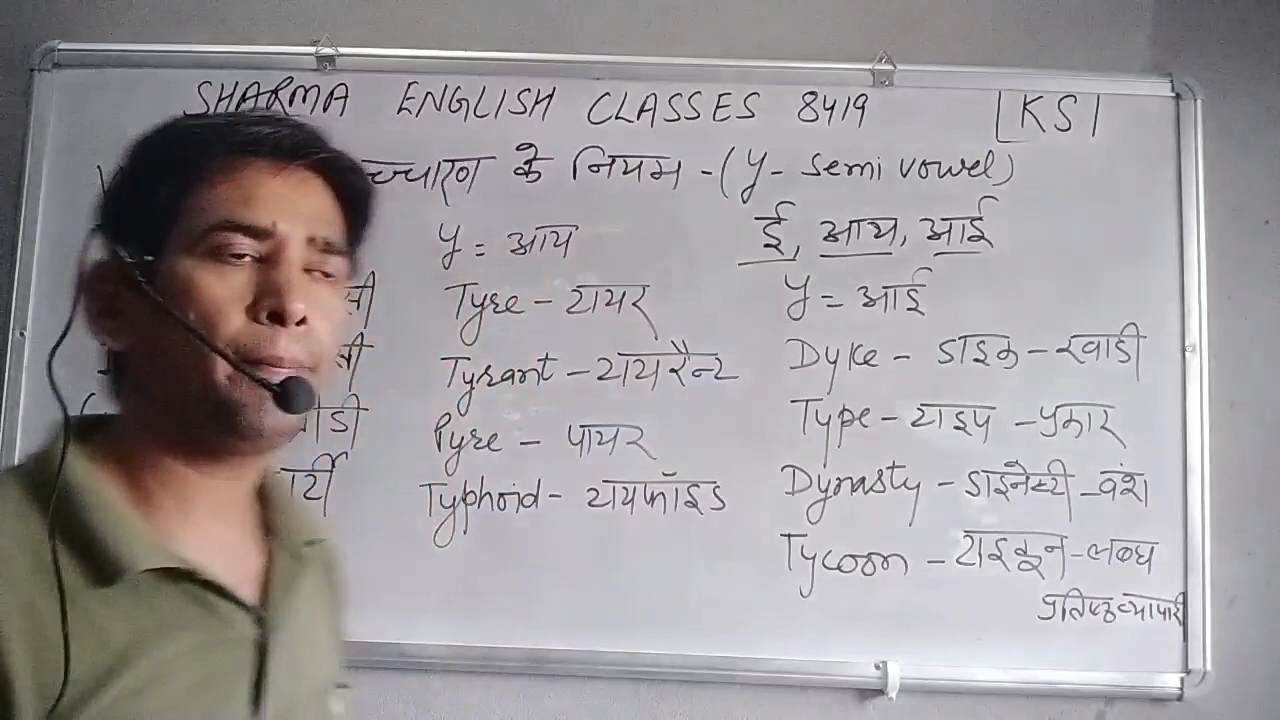 SHARMA ENGLISH CLASSES 8419 KS
च्चारण के नियम - (y - semi vowel)
y = आय
Tyre - टायर
Tyrant - टायरैन्ट
Pyre - पायर
Typhoid - टायफॉइड
ई, आय, आई
y = आई
Dyke - डाइक - खाडी
Type - टाइप - प्रकार
Dynasty - डाइनेस्टी - वंश
Tycoon - टाइकून - लब्ध
प्रतिष्ठ व्यापारी